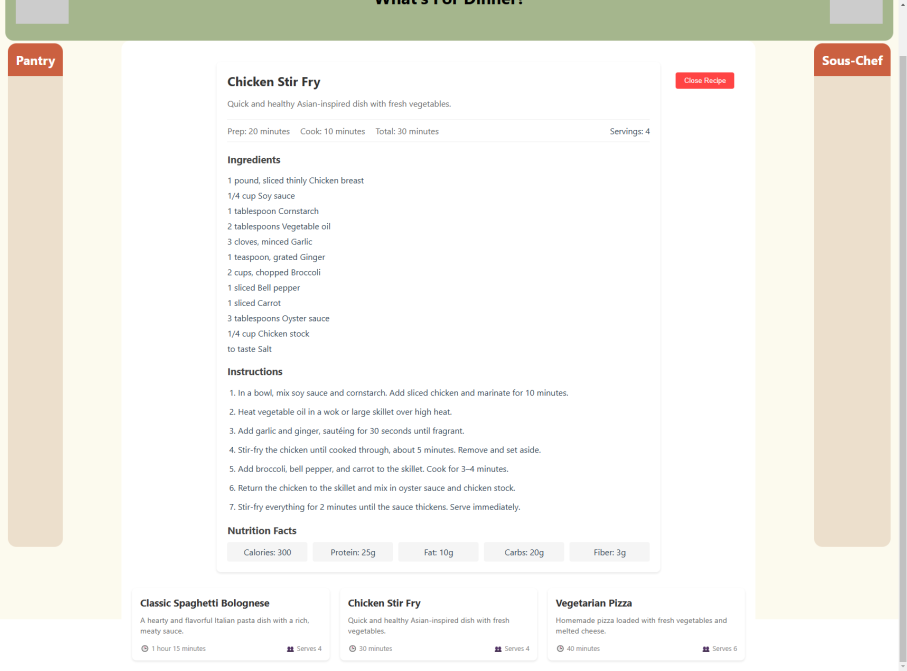 What's For Dinner?
Pantry
Sous-Chef
Chicken Stir Fry
Close Recipe
Quick and healthy Asian-inspired dish with fresh vegetables.
Prep: 20 minutes Cook: 10 minutes Total: 30 minutes Servings: 4
Ingredients
1 pound, sliced thinly Chicken breast
1/4 cup Soy sauce
1 tablespoon Cornstarch
2 tablespoons Vegetable oil
3 cloves, minced Garlic
1 teaspoon, grated Ginger
2 cups, chopped Broccoli
1 sliced Bell pepper
1 sliced Carrot
3 tablespoons Oyster sauce
1/4 cup Chicken stock
to taste Salt
Instructions
1. In a bowl, mix soy sauce and cornstarch. Add sliced chicken and marinate for 10 minutes.
2. Heat vegetable oil in a wok or large skillet over high heat.
3. Add garlic and ginger, sautéing for 30 seconds until fragrant.
4. Stir-fry the chicken until cooked through, about 5 minutes. Remove and set aside.
5. Add broccoli, bell pepper, and carrot to the skillet. Cook for 3–4 minutes.
6. Return the chicken to the skillet and mix in oyster sauce and chicken stock.
7. Stir-fry everything for 2 minutes until the sauce thickens. Serve immediately.
Nutrition Facts
Calories: 300 Protein: 25g Fat: 10g Carbs: 20g Fiber: 3g
Classic Spaghetti Bolognese
A hearty and flavorful Italian pasta dish with a rich,
meaty sauce.
1 hour 15 minutes Serves 4
Chicken Stir Fry
Quick and healthy Asian-inspired dish with fresh
vegetables.
30 minutes Serves 4
Vegetarian Pizza
Homemade pizza loaded with fresh vegetables and
melted cheese.
40 minutes Serves 6